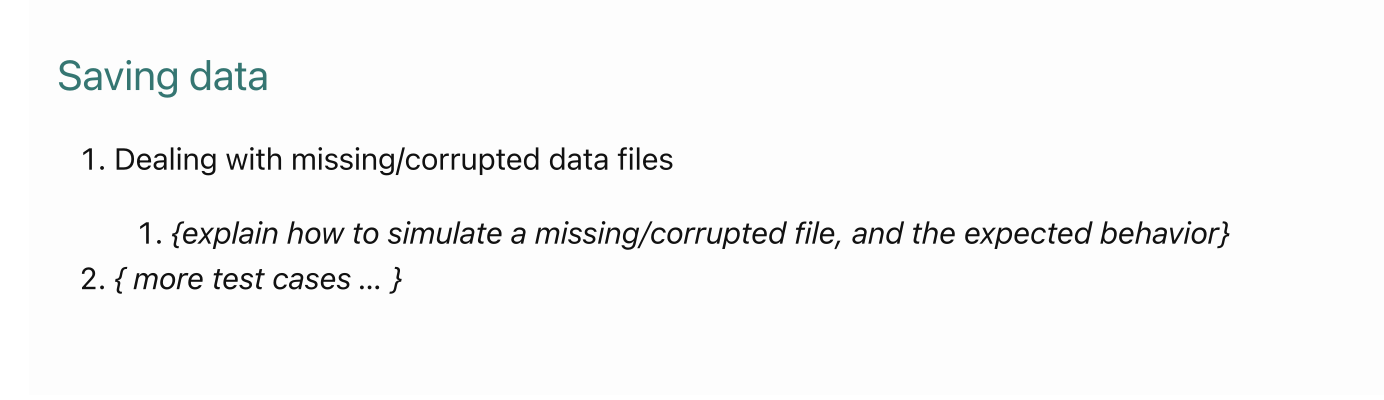 Saving data
1. Dealing with missing/corrupted data files
1. {explain how to simulate a missing/corrupted file, and the expected behavior}
2. { more test cases ... }